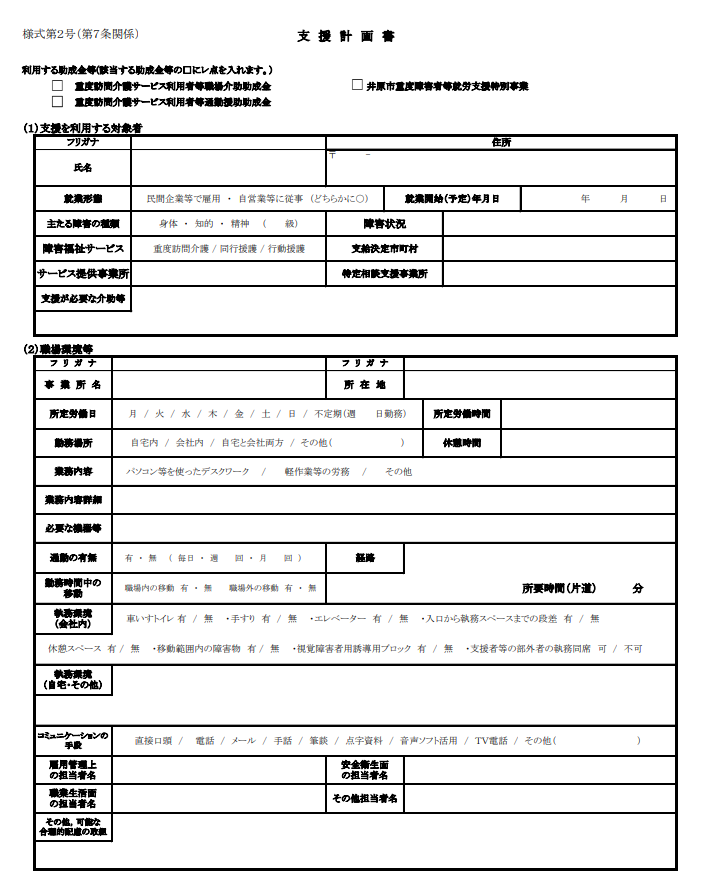 様式第２号（第７条関係）
支 援 計 画 書
利用する助成金等(該当する助成金等の□にレ点を入れます。)
□ 重度訪問介護サービス利用者等職場介助助成金
□ 井原市重度障害者等就労支援特別事業
□ 重度訪問介護サービス利用者等通勤援助助成金
(１)支援を利用する対象者
フリガナ 住所
氏名 〒 －
就業形態 民間企業等で雇用 ・ 自営業等に従事 （どちらかに○） 就業開始(予定)年月日 年 月 日
主たる障害の種類 身体 ・ 知的 ・ 精神 （ 級） 障害状況
障害福祉サービス 重度訪問介護 / 同行援護 / 行動援護 支給決定市町村
サービス提供事業所 特定相談支援事業所
支援が必要な介助等
(２)職場環境等
フ リ ガ ナ フ リ ガ ナ
事 業 所 名 所 在 地
所定労働日 月 / 火 / 水 / 木 / 金 / 土 / 日 / 不定期(週 日勤務) 所定労働時間
勤務場所 自宅内 / 会社内 / 自宅と会社両方 / その他( ) 休憩時間
業務内容 パソコン等を使ったデスクワーク / 軽作業等の労務 / その他
業務内容詳細
必要な機器等
通勤の有無 有 ・ 無 （ 毎日 ・ 週 回 ・ 月 回 ） 経路
勤務時間中の
移動 職場内の移動 有 ・ 無 職場外の移動 有 ・ 無 所要時間(片道) 分
執務環境
(会社内) 車いすトイレ 有 / 無 ・手すり 有 / 無 ・エレベーター 有 / 無 ・入口から執務スペースまでの段差 有 / 無
休憩スペース 有 / 無 ・移動範囲内の障害物 有 / 無 ・視覚障害者用誘導用ブロック 有 / 無 ・支援者等の部外者の執務同席 可 / 不可
執務環境
(自宅・その他)
コミュニケーションの
手段 直接口頭 / 電話 / メール / 手話 / 筆談 / 点字資料 / 音声ソフト活用 / TV電話 / その他( )
雇用管理上
の担当者名
安全衛生面
の担当者名
職業生活面
の担当者名
その他担当者名
その他、可能な
合理的配慮の取組